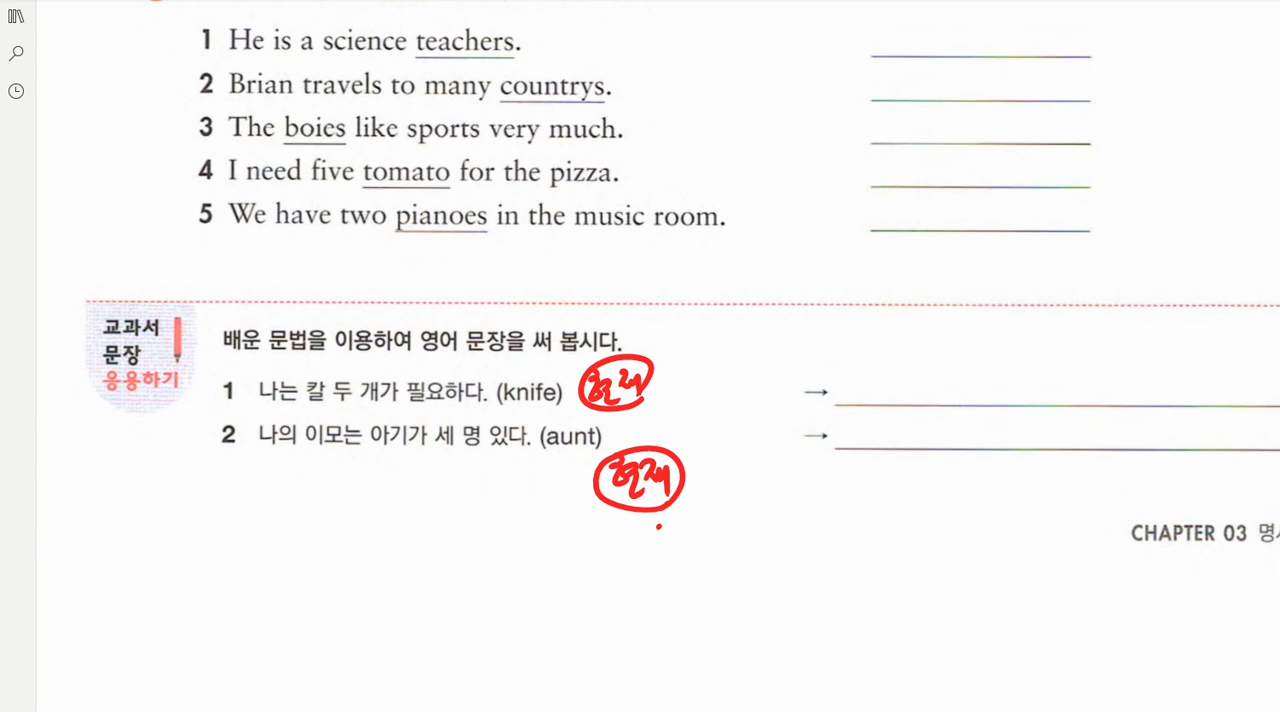 1 He is a science teachers.
2 Brian travels to many countrys.
3 The boies like sports very much.
4 I need five tomato for the pizza.
5 We have two pianoes in the music room.
교과서
문장
응용하기
배운 문법을 이용하여 영어 문장을 써 봅시다.
1 나는 칼 두 개가 필요하다. (knife) 현재 →
2 나의 이모는 아기가 세 명 있다. (aunt) →
현재
CHAPTER 03